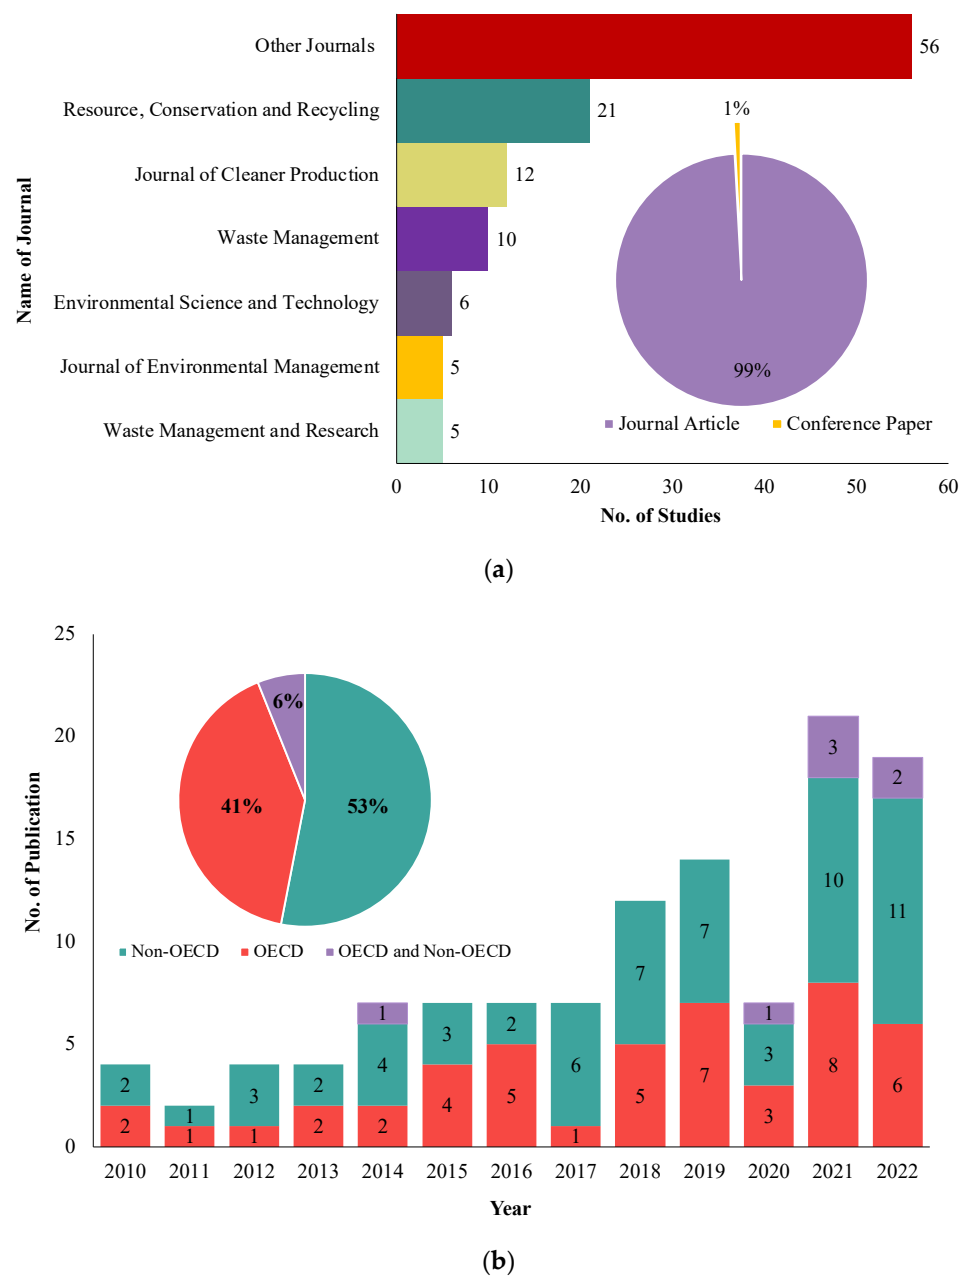 Name of Journal
Other Journals
56
Resource, Conservation and Recycling
21
1%
Journal of Cleaner Production
12
Waste Management
10
Environmental Science and Technology
6
Journal of Environmental Management
5
99%
Journal Article
Conference Paper
Waste Management and Research
5
0 10 20 30 40 50 60
No. of Studies
(a)
No. of Publication
25
20
15
10
5
0
6%
41%
53%
Non-OECD
OECD
OECD and Non-OECD
2
2
1
1
3
1
2
2
1
4
2
3
4
2
5
6
1
7
5
7
7
1
3
3
3
10
8
2
11
6
2010 2011 2012 2013 2014 2015 2016 2017 2018 2019 2020 2021 2022
Year
(b)